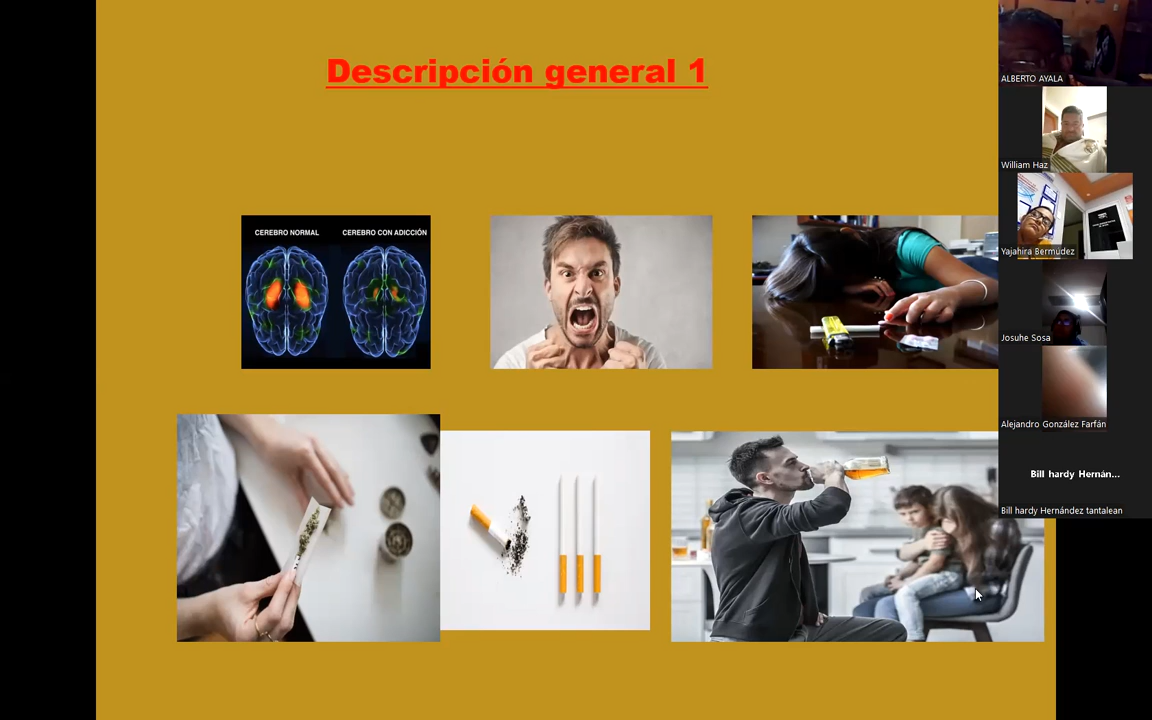 Descripción general 1
CEREBRO NORMAL
CEREBRO CON ADICCIÓN
ALBERTO AYALA
William Haz
Yajahira Bermúdez
Josuhe Sosa
Alejandro González Farfán
Bill hardy Hernán...
Bill hardy Hernández tantalean